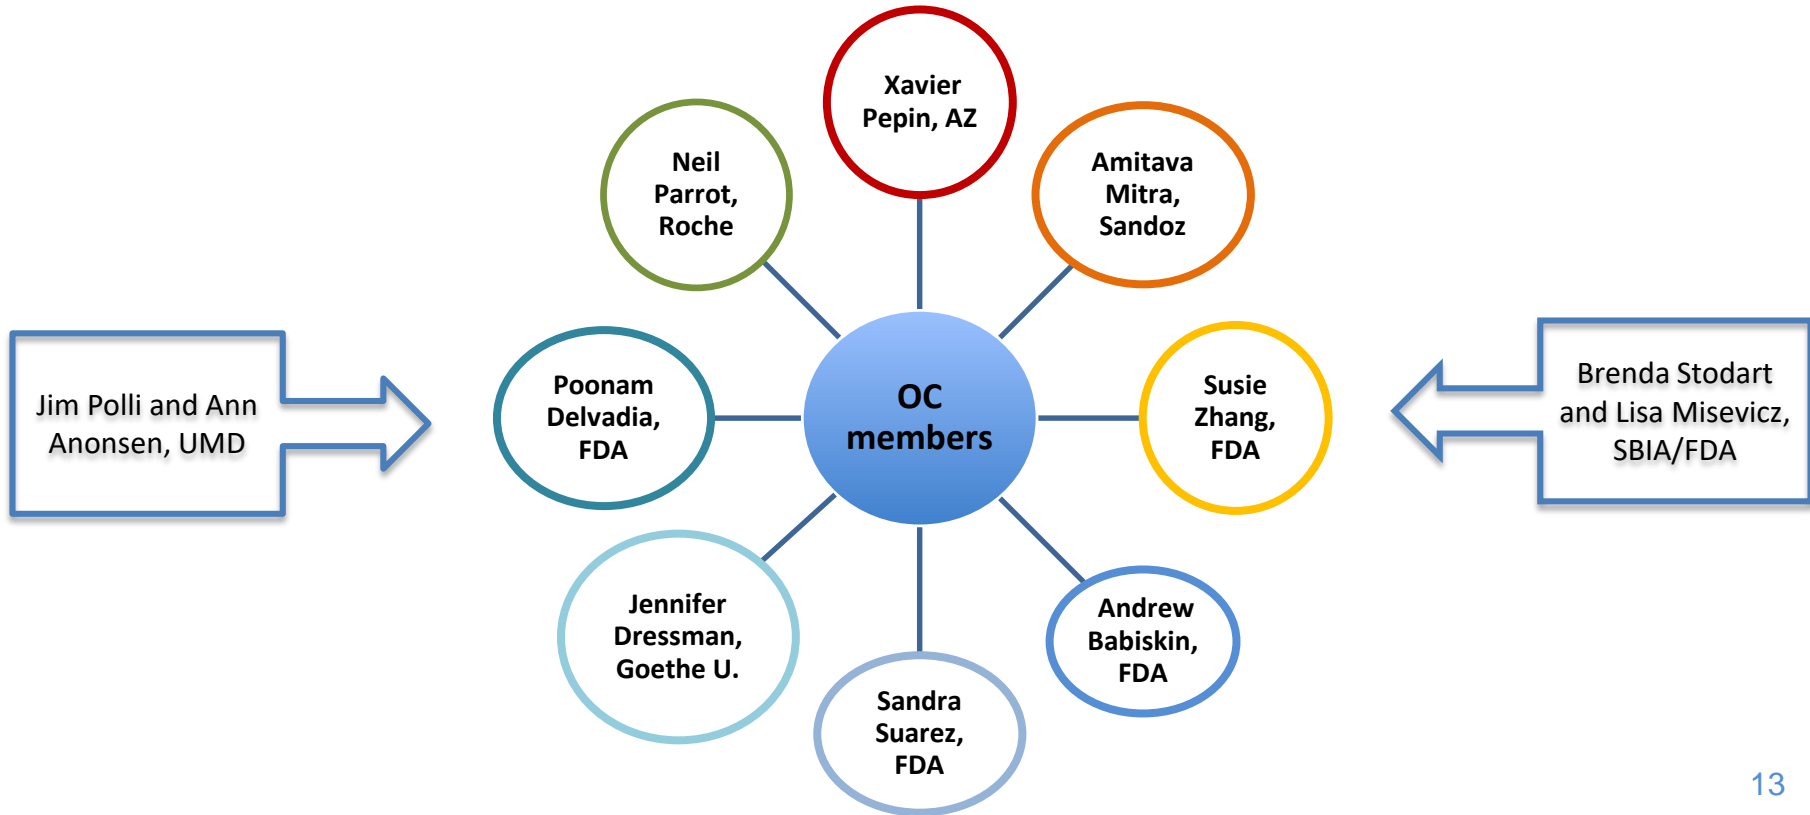 Xavier
Pepin, AZ
Neil
Parrot,
Roche
Amitava
Mitra,
Sandoz
Jim Polli and Ann
Anonsen, UMD
Poonam
Delvadia,
FDA
OC
members
Susie
Zhang,
FDA
Brenda Stodart
and Lisa Misevicz,
SBIA/FDA
Jennifer
Dressman,
Goethe U.
Andrew
Babiskin,
FDA
Sandra
Suarez,
FDA
13